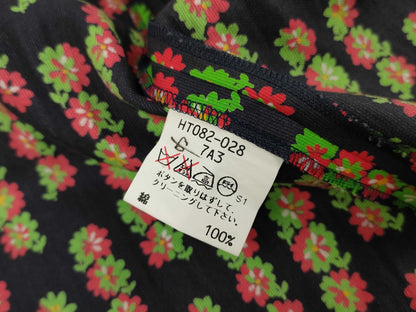 HT082-028
7A3
S1
ボタンを取りはずして、
クリーニングして下さい。
綿
100%